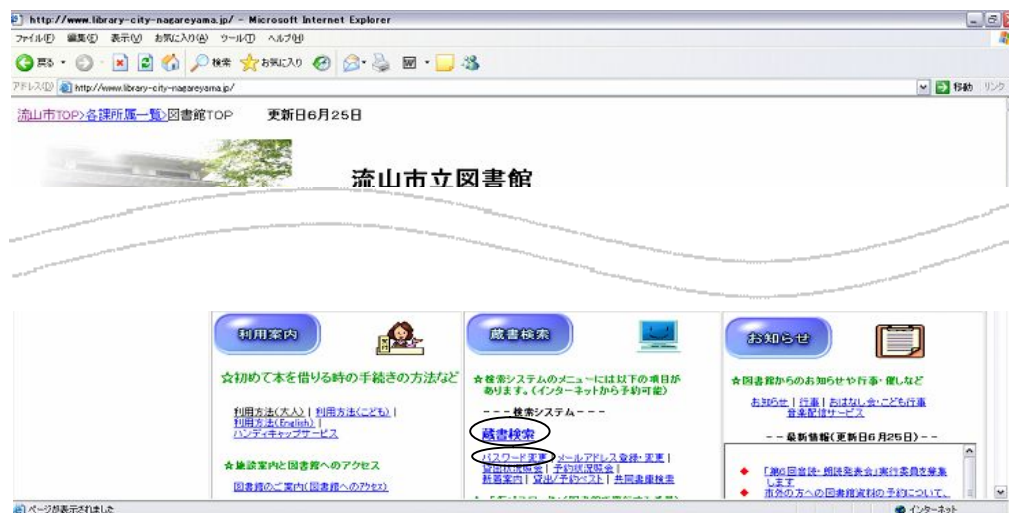 http://www.library-city-nagareyama.jp/ - Microsoft Internet Explorer
ファイル(F) 編集(E) 表示(V) お気に入り(A) ツール(T) ヘルプ(H)
戻る 検索 お気に入り
アドレス(D) http://www.library-city-nagareyama.jp/ 移動 リンク
流山市TOP>各課所属一覧>図書館TOP 更新日6月25日
流山市立図書館
利用案内
☆初めて本を借りる時の手続きの方法など
利用方法(大人) | 利用方法(こども) |
利用方法(English) |
ハンディキャップサービス
☆施設案内と図書館へのアクセス
図書館のご案内(図書館へのアクセス)
蔵書検索
☆検索システムのメニューには以下の項目が
あります。(インターネットから予約可能)
---検索システム---
蔵書検索
パスワード変更 | メールアドレス登録・変更 |
貸出状況照会 | 予約状況照会 |
新着案内 | 貸出/予約ベスト | 共同書庫検索
お知らせ
☆図書館からのお知らせや行事・催しなど
お知らせ | 行事 | おはなし会・こども行事
音楽配信サービス
--最新情報(更新日6月25日)--
◆ 「第6回音読・朗読発表会」実行委員を募集
します
◆ 市外の方への図書館資料の予約について、
ページが表示されました インターネット